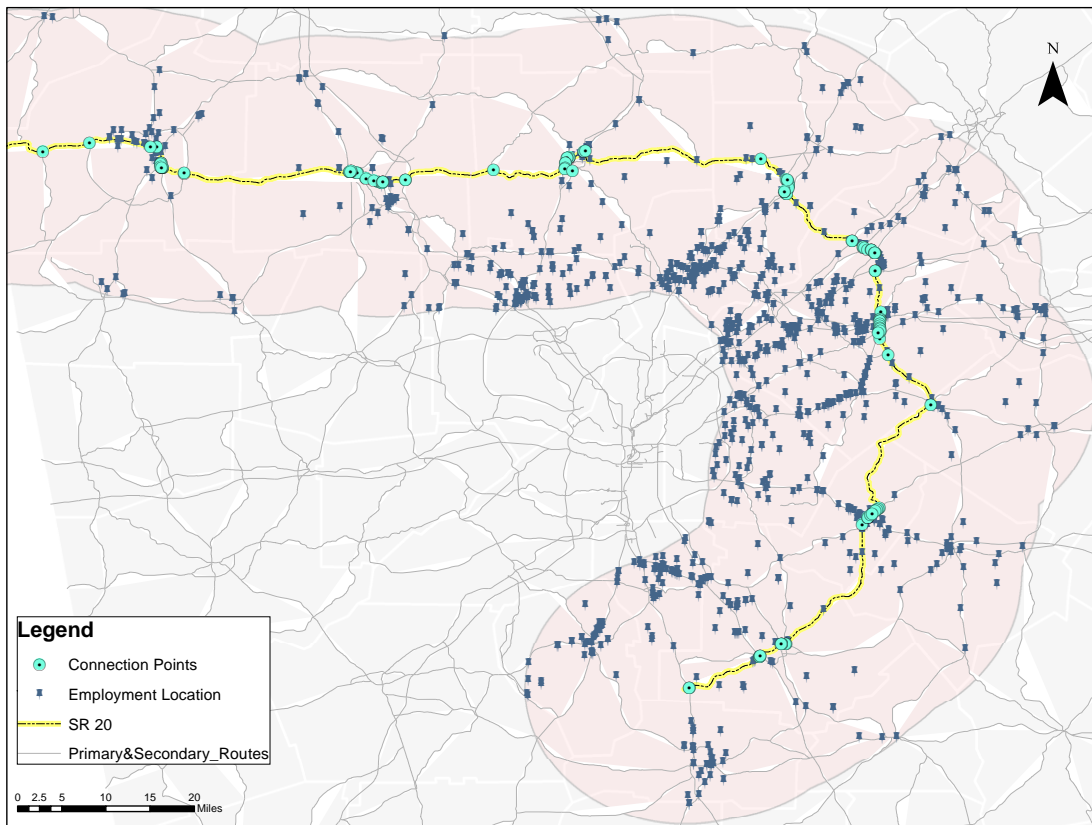 N
Legend
Connection Points
Employment Location
SR 20
Primary&Secondary_Routes
0 2.5 5 10 15 20
Miles